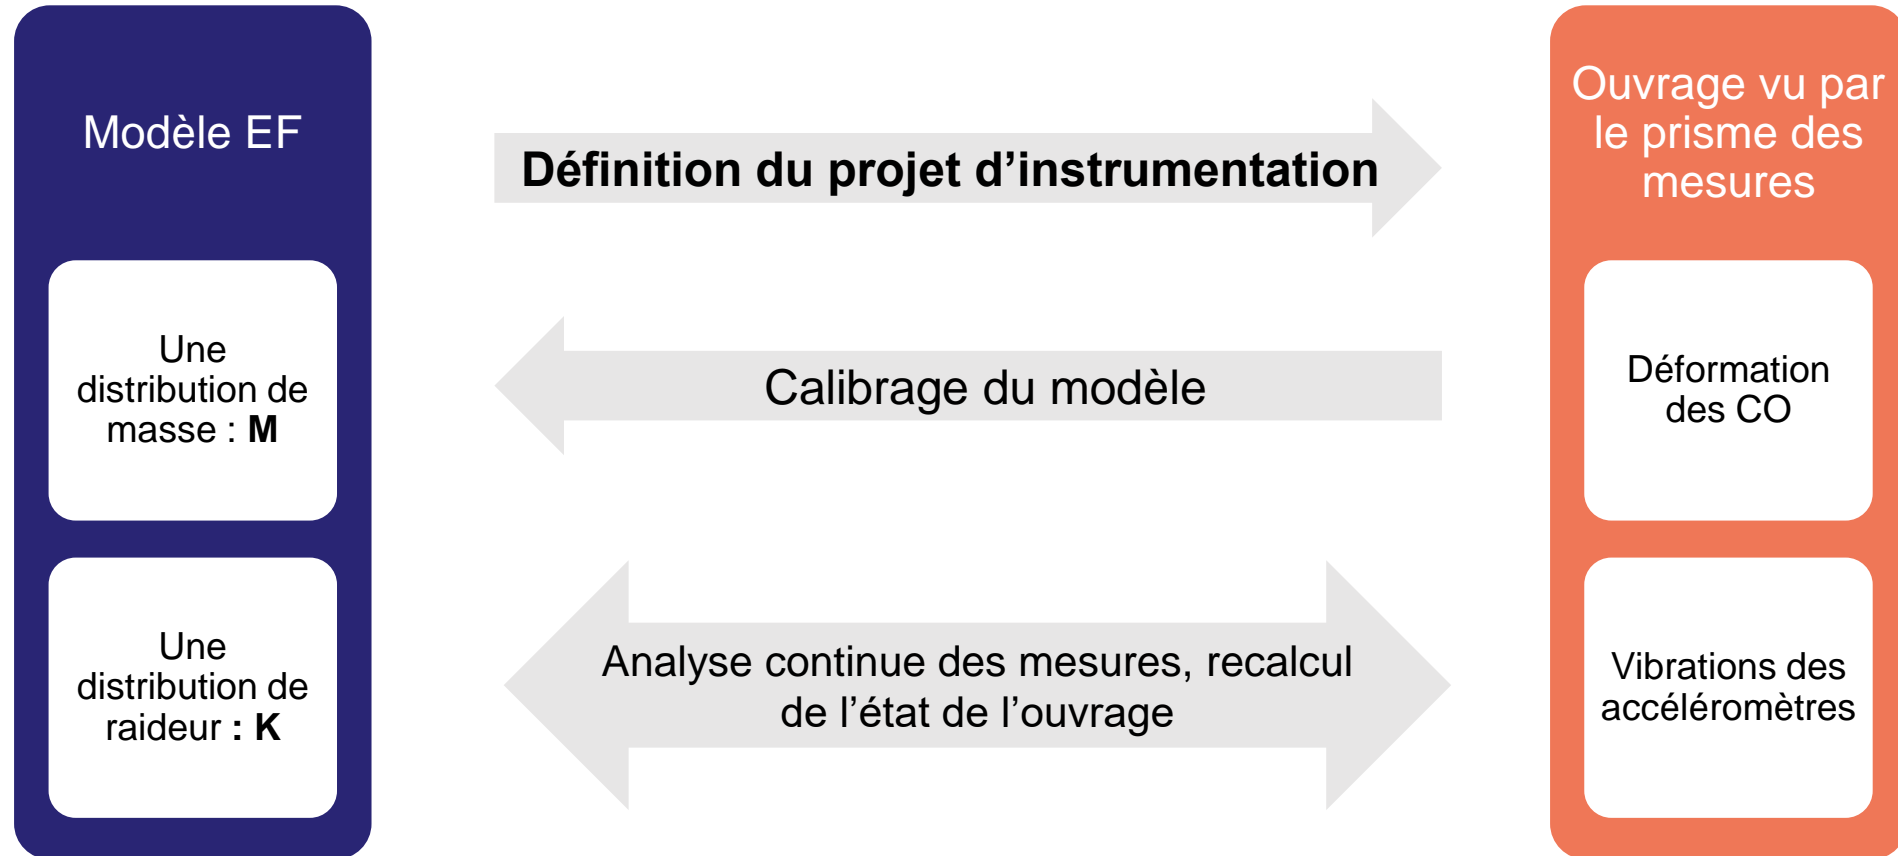 Modèle EF
Une
distribution de
masse : M
Une
distribution de
raideur : K
Définition du projet d’instrumentation
Calibrage du modèle
Analyse continue des mesures, recalcul
de l’état de l’ouvrage
Ouvrage vu par
le prisme des
mesures
Déformation
des CO
Vibrations des
accéléromètres